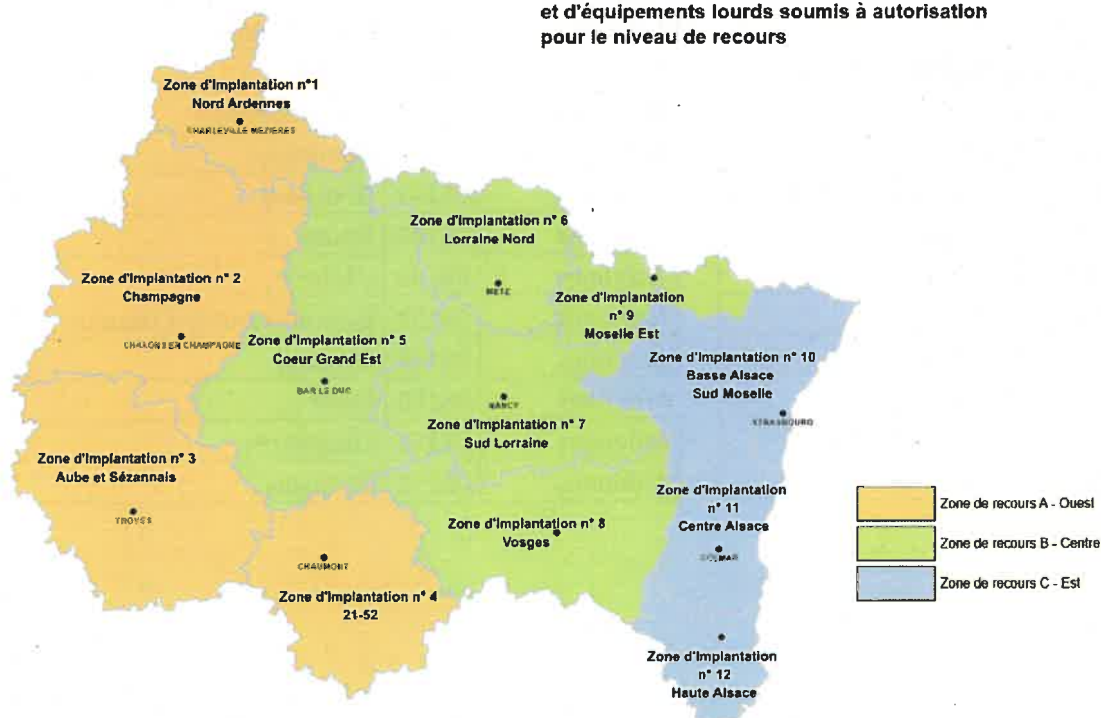 et d'équipements lourds soumis à autorisation
pour le niveau de recours
Zone d'Implantation n°1
Nord Ardennes
CHARLEVILLE MEZIERES
Zone d'Implantation n° 6
Lorraine Nord
METZ
Zone d'Implantation n° 2
Champagne
CHALONS EN CHAMPAGNE
Zone d'Implantation
n° 9
Moselle Est
Zone d'Implantation n° 5
Coeur Grand Est
BAR LE DUC
Zone d'Implantation n° 10
Basse Alsace
Sud Moselle
STRASBOURG
NANCY
Zone d'Implantation n° 7
Sud Lorraine
Zone d'Implantation n° 3
Aube et Sézannais
TROYES
Zone d'Implantation
n° 11
Centre Alsace
COLMAR
Zone d'Implantation n° 8
Vosges
CHAUMONT
Zone d'Implantation n° 4
21-52
Zone d'Implantation
n° 12
Haute Alsace
Zone de recours A - Ouest
Zone de recours B - Centre
Zone de recours C - Est